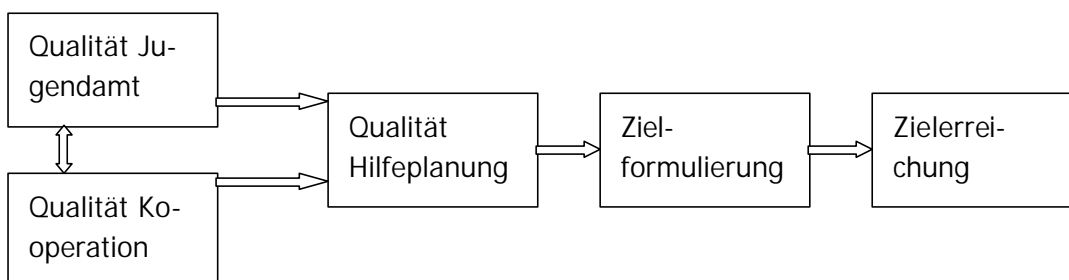 Qualität Ju-
gendamt
Qualität Ko-
operation
Qualität
Hilfeplanung
Ziel-
formulierung
Zielerrei-
chung